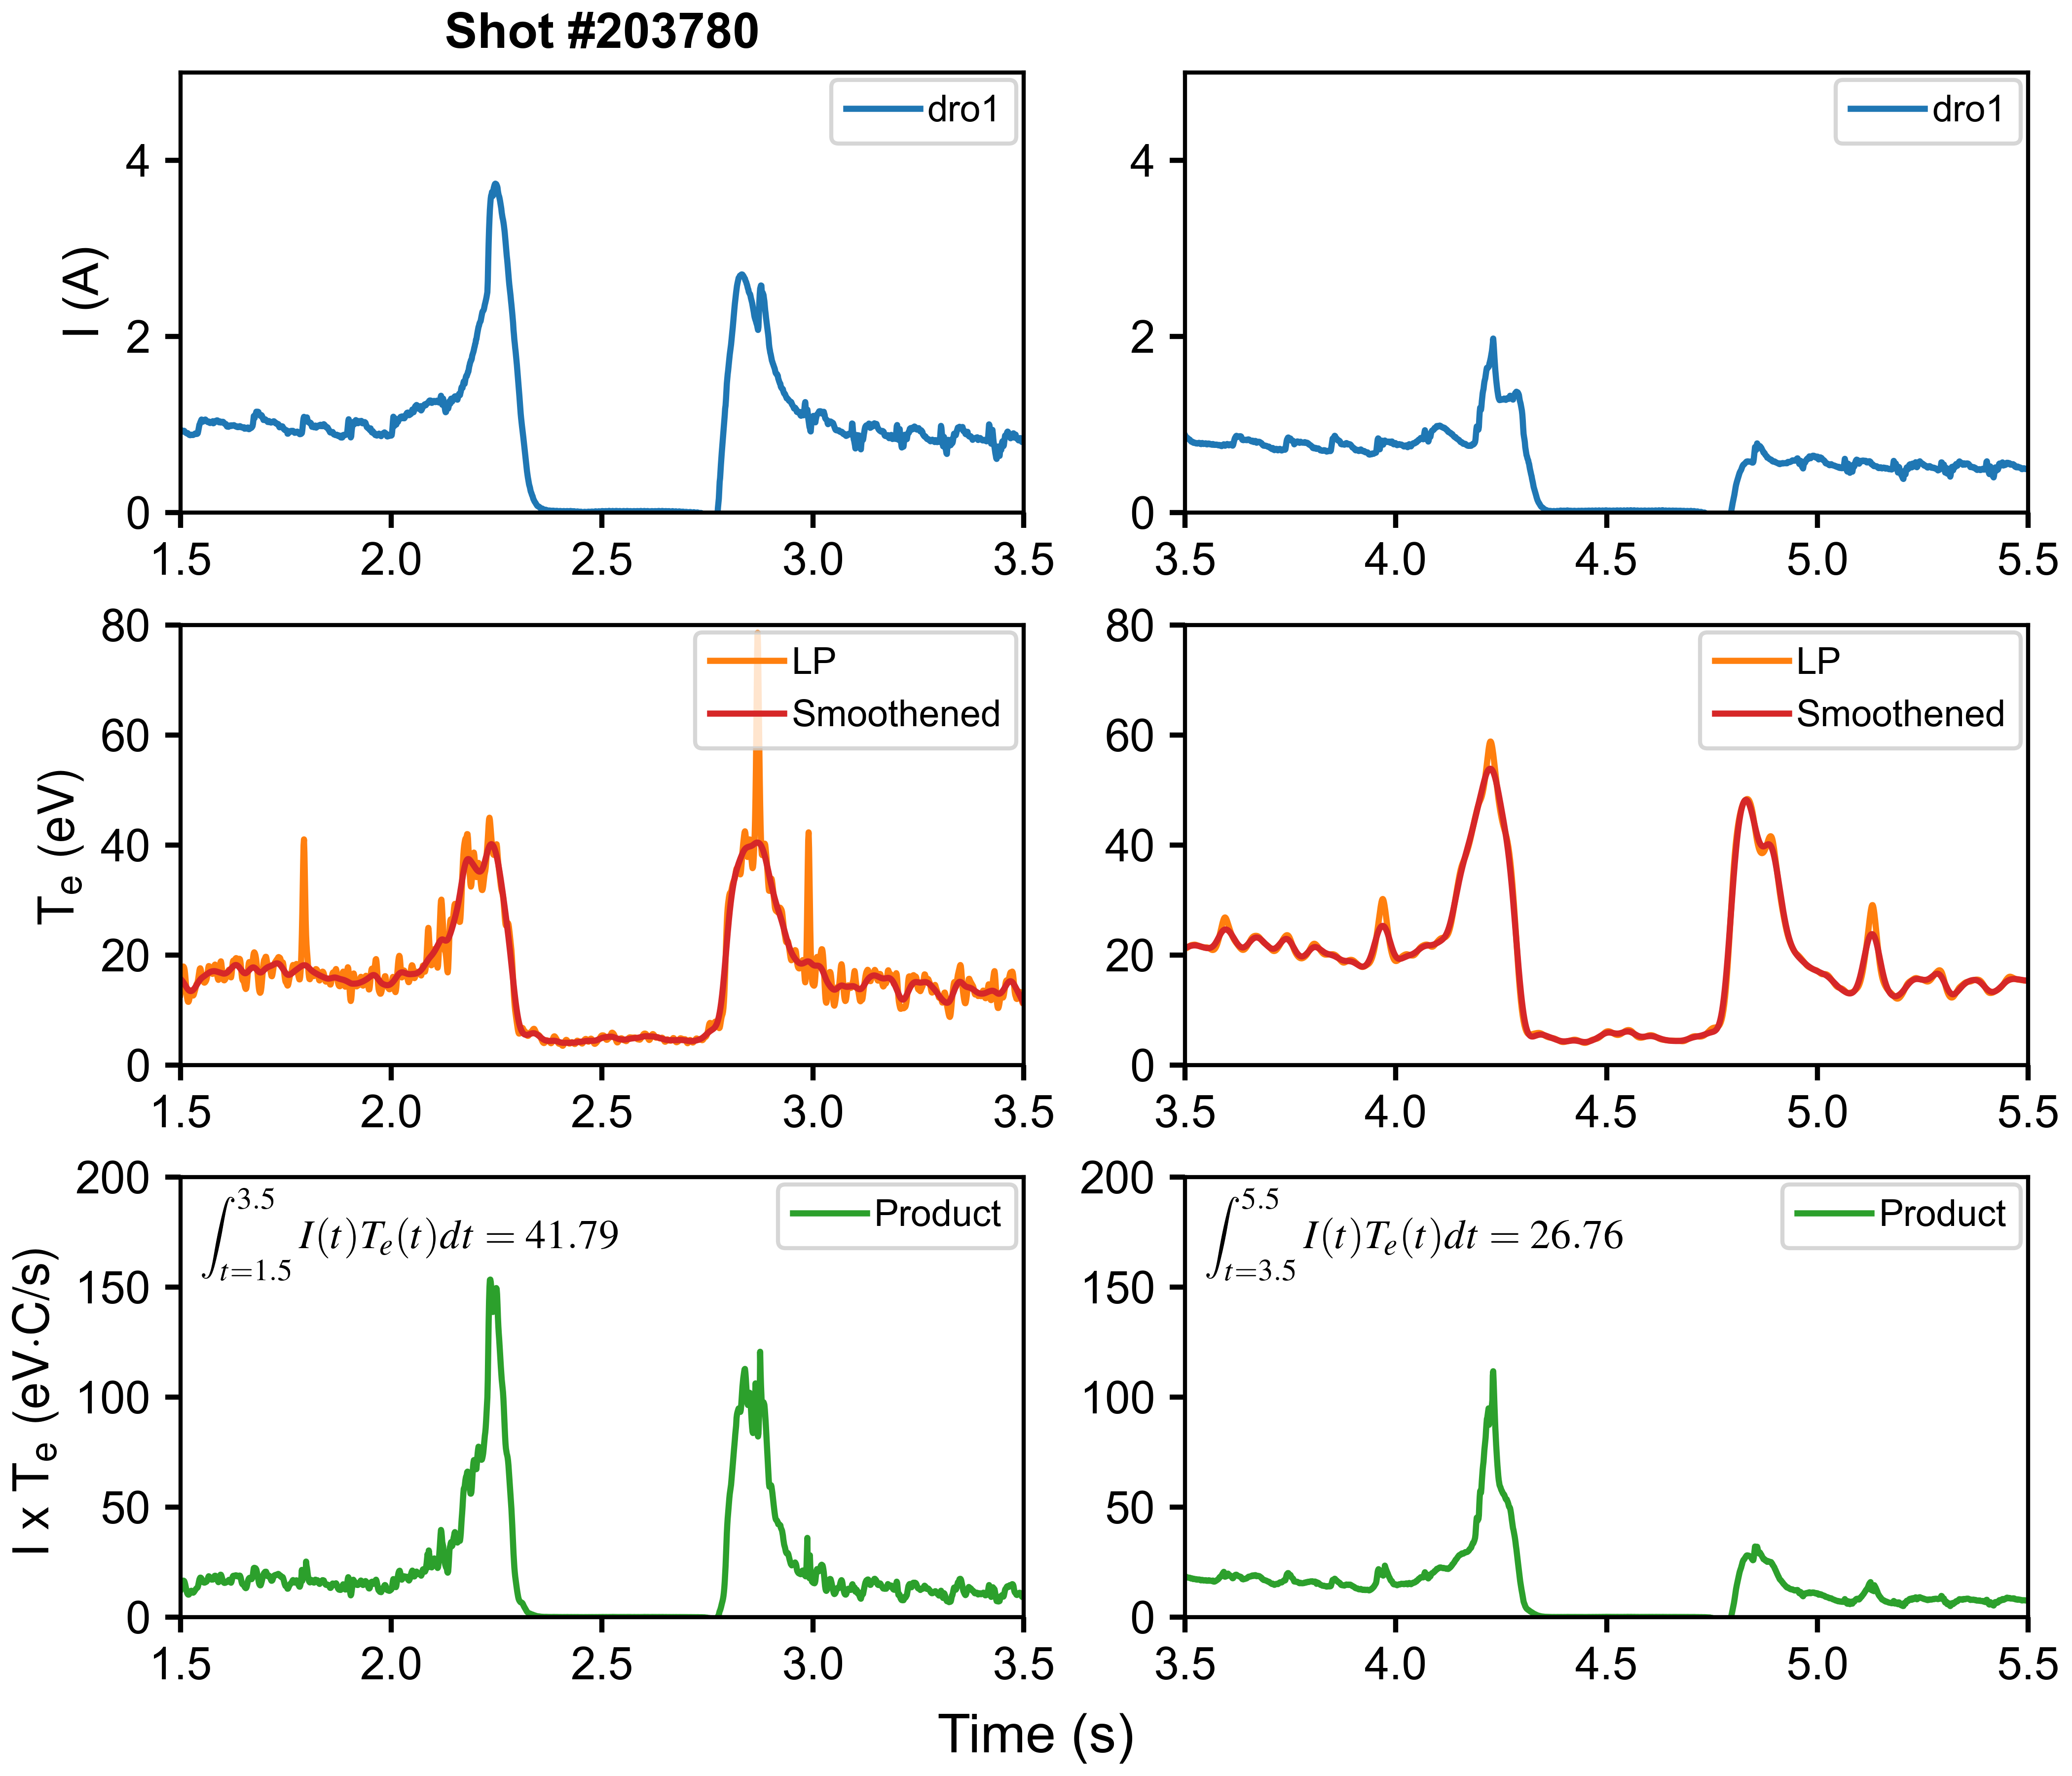 Shot #203780
dro1
dro1
I (A)
4
2
0
1.5 2.0 2.5 3.0 3.5
4
2
0
3.5 4.0 4.5 5.0 5.5
LP
Smoothened
LP
Smoothened
T_e (eV)
80
60
40
20
0
1.5 2.0 2.5 3.0 3.5
80
60
40
20
0
3.5 4.0 4.5 5.0 5.5
∫_{t=1.5}^{3.5} I(t)T_e(t)dt = 41.79
Product
∫_{t=3.5}^{5.5} I(t)T_e(t)dt = 26.76
Product
I x T_e (eV·C/s)
200
150
100
50
0
1.5 2.0 2.5 3.0 3.5
200
150
100
50
0
3.5 4.0 4.5 5.0 5.5
Time (s)